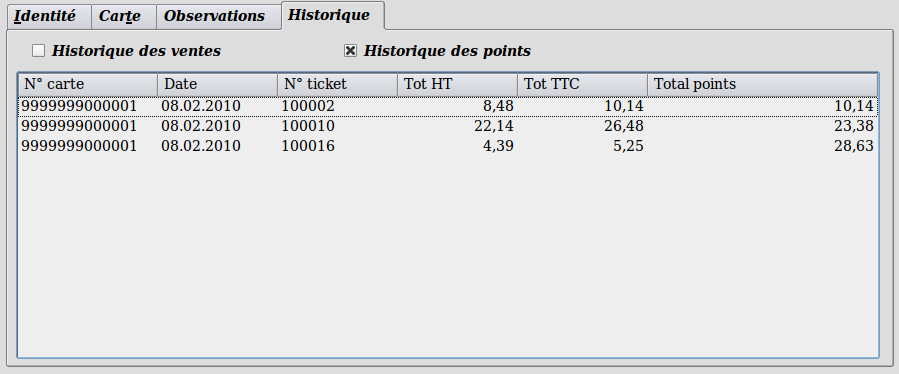 Identité Carte Observations Historique
Historique des ventes Historique des points
N° carte Date N° ticket Tot HT Tot TTC Total points
9999999000001 08.02.2010 100002 8,48 10,14 10,14
9999999000001 08.02.2010 100010 22,14 26,48 23,38
9999999000001 08.02.2010 100016 4,39 5,25 28,63